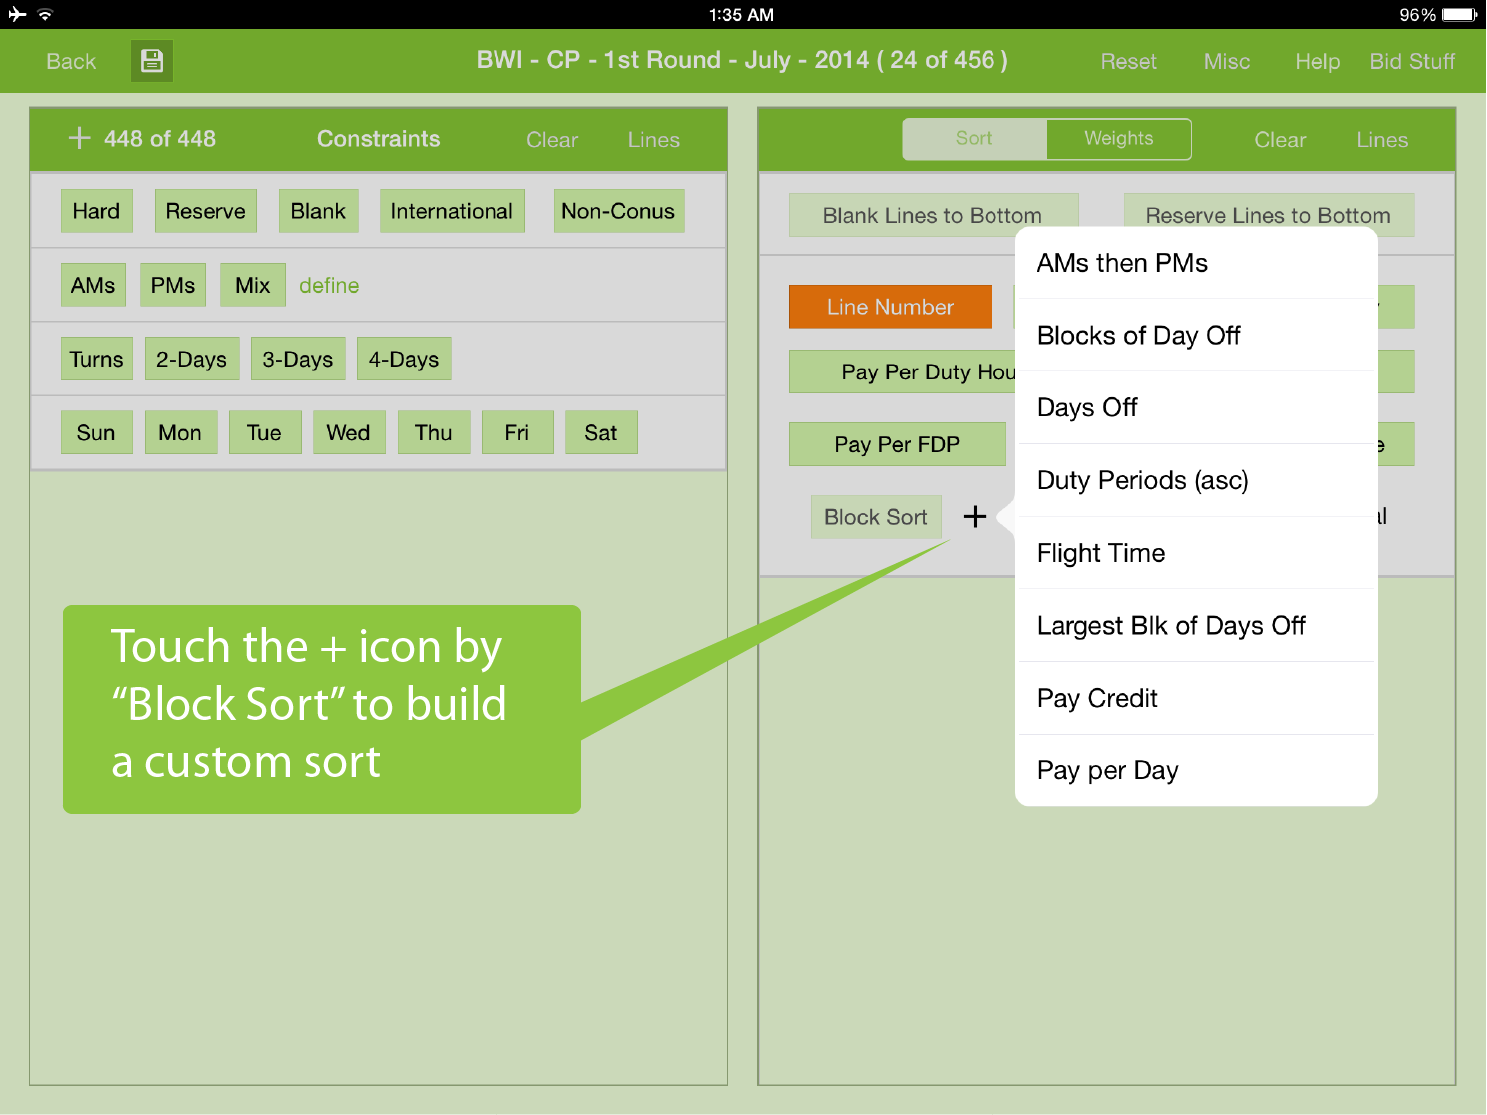 1:35 AM
96%
Back
BWI - CP - 1st Round - July - 2014 ( 24 of 456 )
Reset Misc Help Bid Stuff
+ 448 of 448 Constraints Clear Lines
Hard Reserve Blank International Non-Conus
AMs PMs Mix define
Turns 2-Days 3-Days 4-Days
Sun Mon Tue Wed Thu Fri Sat
Sort Weights Clear Lines
Blank Lines to Bottom Reserve Lines to Bottom
Line Number
Pay Per Duty Hou
Pay Per FDP
Block Sort +
AMs then PMs
Blocks of Day Off
Days Off
Duty Periods (asc)
Flight Time
Largest Blk of Days Off
Pay Credit
Pay per Day
Touch the + icon by
“Block Sort” to build
a custom sort